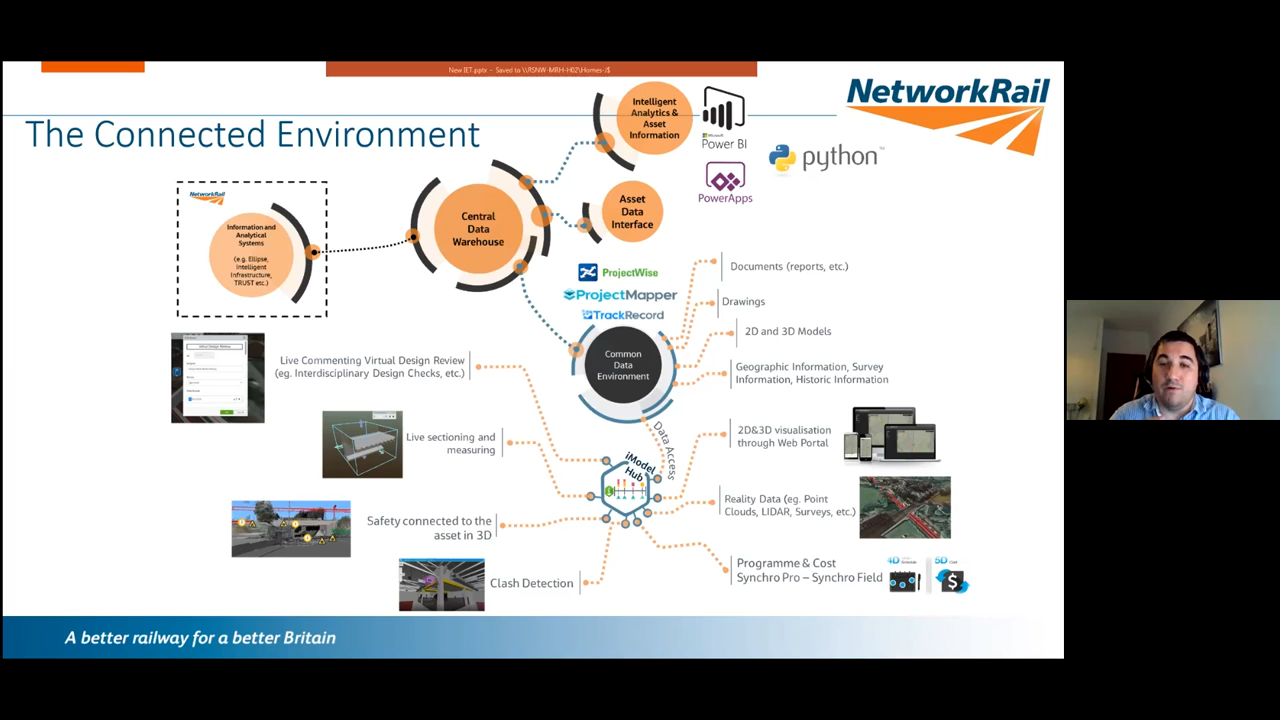 New IET.pptx - Saved to \\RSNW-MRH-H02\Homes-J$
NetworkRail
The Connected Environment
Intelligent
Analytics &
Asset
Information
Microsoft
Power BI
python
PowerApps
NetworkRail
Information and
Analytical
Systems
(e.g. Ellipse,
Intelligent
Infrastructure,
TRUST etc.)
Central
Data
Warehouse
Asset
Data
Interface
ProjectWise
ProjectMapper
TrackRecord
Common
Data
Environment
Documents (reports, etc.)
Drawings
2D and 3D Models
Geographic Information, Survey
Information, Historic Information
Live Commenting Virtual Design Review
(eg. Interdisciplinary Design Checks, etc.)
Live sectioning and
measuring
Data Access
iModel
Hub
2D&3D visualisation
through Web Portal
Reality Data (eg. Point
Clouds, LIDAR, Surveys, etc.)
Safety connected to the
asset in 3D
Clash Detection
Programme & Cost
Synchro Pro – Synchro Field
4D
5D
Cost
$
A better railway for a better Britain